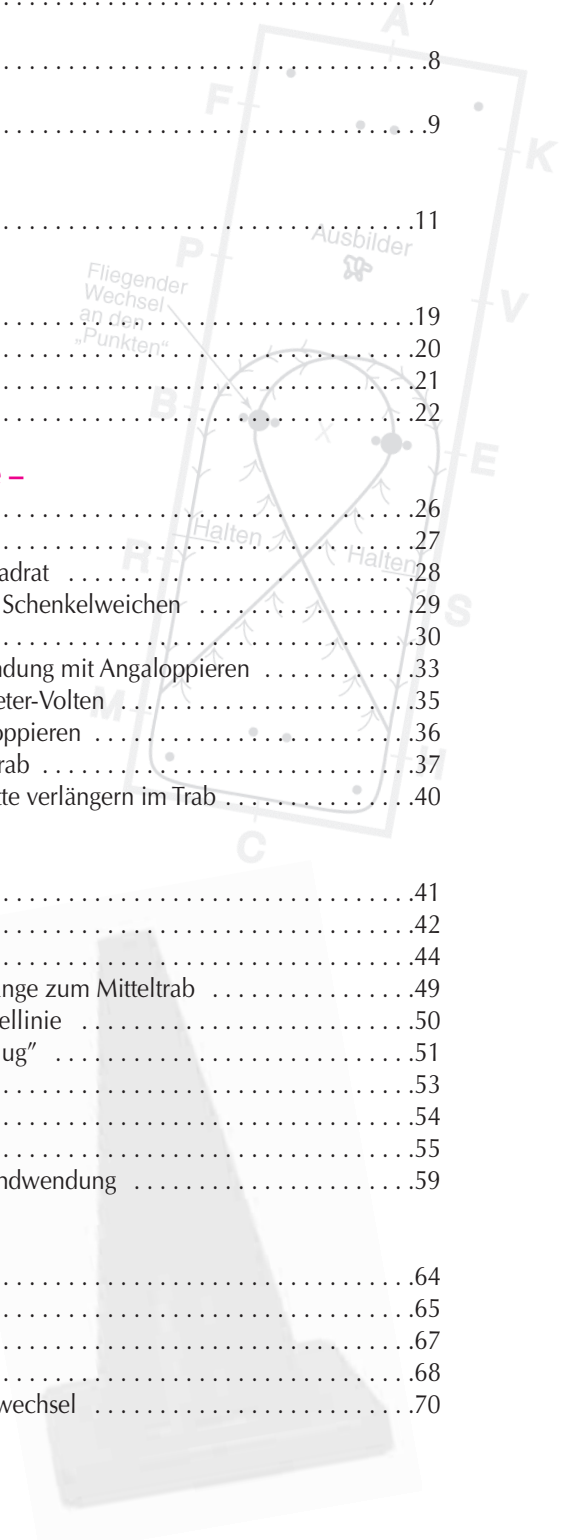 . . . . . . . . . . . . . . . . . . . . . . . . . . . . . . . . . . . . . . .7
. . . . . . . . . . . . . . . . . . . . . . . . . . . . . . . . . . . . . . .8
. . . . . . . . . . . . . . . . . . . . . . . . . . . . . . . . . . . . . . .9
. . . . . . . . . . . . . . . . . . . . . . . . . . . . . . . . . . . . . .11
. . . . . . . . . . . . . . . . . . . . . . . . . . . . . . . . . . . . . .19
. . . . . . . . . . . . . . . . . . . . . . . . . . . . . . . . . . . . . .20
. . . . . . . . . . . . . . . . . . . . . . . . . . . . . . . . . . . . . .21
. . . . . . . . . . . . . . . . . . . . . . . . . . . . . . . . . . . . . .22
–
. . . . . . . . . . . . . . . . . . . . . . . . . . . . . . . . . . . . . .26
. . . . . . . . . . . . . . . . . . . . . . . . . . . . . . . . . . . . . .27
adrat . . . . . . . . . . . . . . . . . . . . . . . . . . . . . . . .28
Schenkelweichen . . . . . . . . . . . . . . . . . . . .29
. . . . . . . . . . . . . . . . . . . . . . . . . . . . . . . . . . . . . .30
ndung mit Angaloppieren . . . . . . . . . . . . . .33
eter-Volten . . . . . . . . . . . . . . . . . . . . . . . . . . .35
oppieren . . . . . . . . . . . . . . . . . . . . . . . . . . . . .36
rab . . . . . . . . . . . . . . . . . . . . . . . . . . . . . . . . . .37
tte verlängern im Trab . . . . . . . . . . . . . . . . . .40
. . . . . . . . . . . . . . . . . . . . . . . . . . . . . . . . . . . . . .41
. . . . . . . . . . . . . . . . . . . . . . . . . . . . . . . . . . . . . .42
. . . . . . . . . . . . . . . . . . . . . . . . . . . . . . . . . . . . . .44
änge zum Mitteltrab . . . . . . . . . . . . . . . . . . .49
ellinie . . . . . . . . . . . . . . . . . . . . . . . . . . . . . . .50
ug” . . . . . . . . . . . . . . . . . . . . . . . . . . . . . . . . .51
. . . . . . . . . . . . . . . . . . . . . . . . . . . . . . . . . . . . . .53
. . . . . . . . . . . . . . . . . . . . . . . . . . . . . . . . . . . . . .54
. . . . . . . . . . . . . . . . . . . . . . . . . . . . . . . . . . . . . .55
ndwendung . . . . . . . . . . . . . . . . . . . . . . . . . .59
. . . . . . . . . . . . . . . . . . . . . . . . . . . . . . . . . . . . . .64
. . . . . . . . . . . . . . . . . . . . . . . . . . . . . . . . . . . . . .65
. . . . . . . . . . . . . . . . . . . . . . . . . . . . . . . . . . . . . .67
. . . . . . . . . . . . . . . . . . . . . . . . . . . . . . . . . . . . . .68
wechsel . . . . . . . . . . . . . . . . . . . . . . . . . . . . . .70
A
F
K
Ausbilder
P
Fliegender
Wechsel
an den
„Punkten“
V
B
X
E
Halten
Halten
R
S
M
H
C